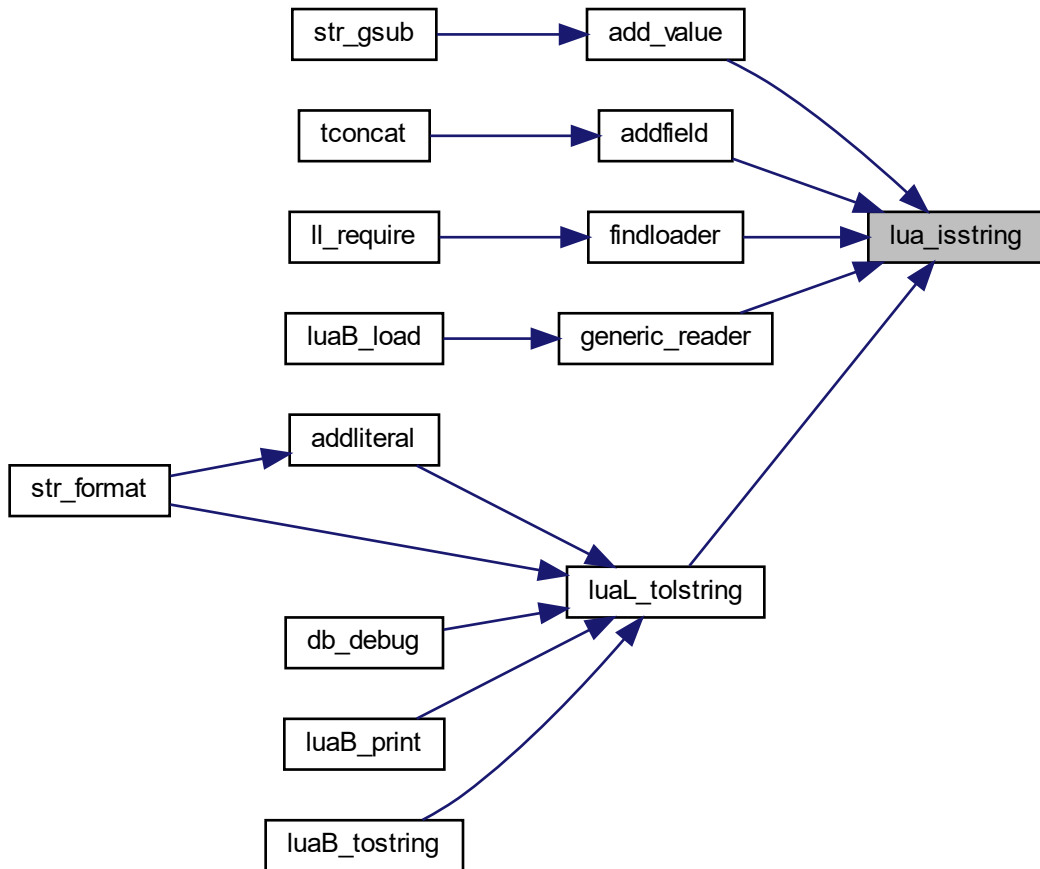 str_gsub
add_value
tconcat
addfield
lua_isstring
ll_require
findloader
luaB_load
generic_reader
addliteral
str_format
luaL_tolstring
db_debug
luaB_print
luaB_tostring